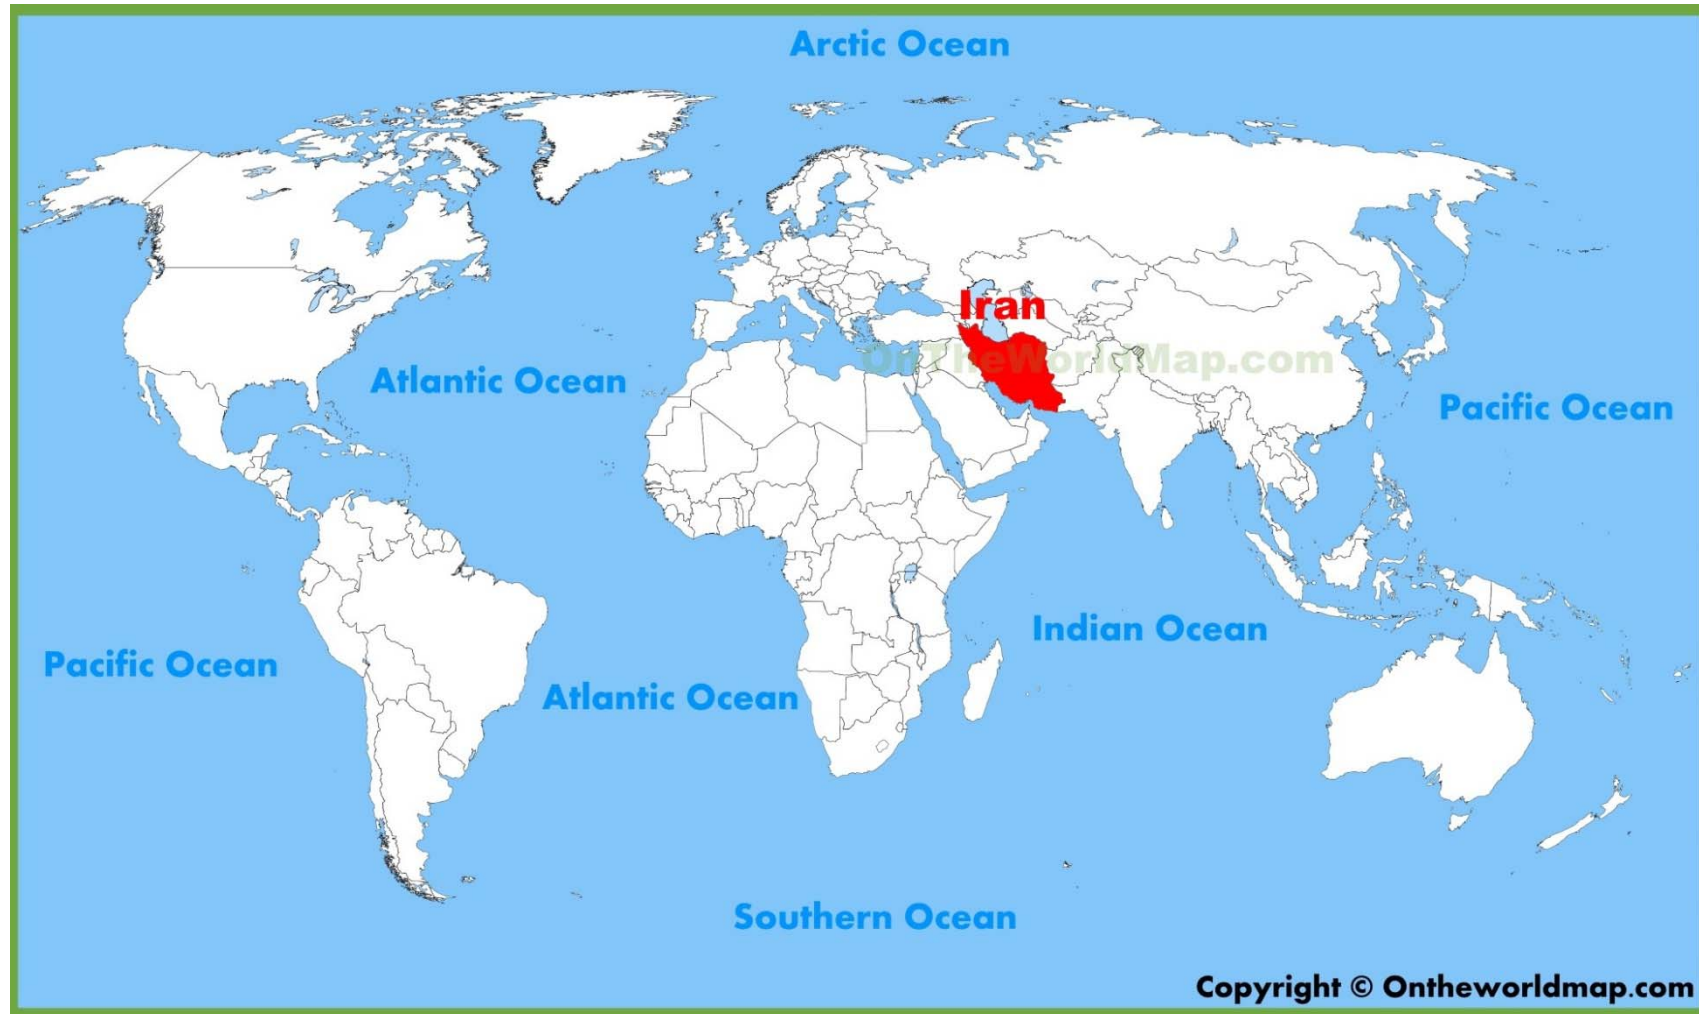 Arctic Ocean
Iran
OnTheWorldMap.com
Atlantic Ocean
Pacific Ocean
Indian Ocean
Pacific Ocean
Atlantic Ocean
Southern Ocean
Copyright © Ontheworldmap.com